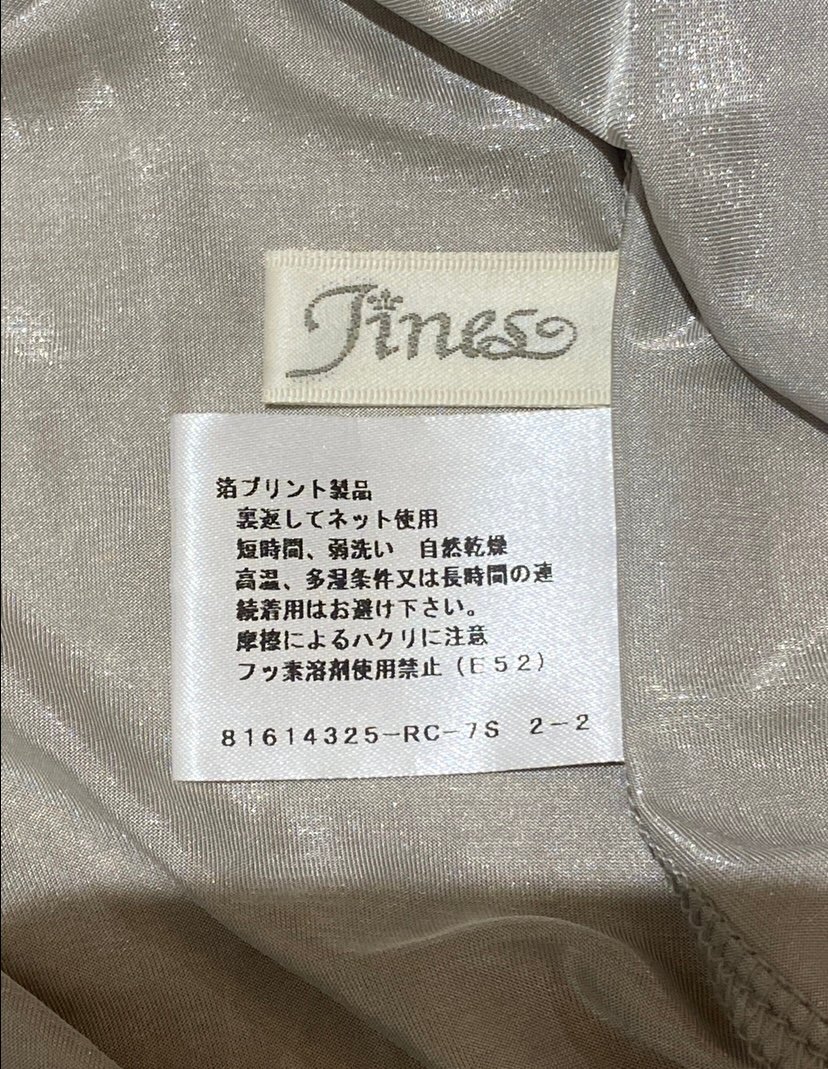 Jines
箔プリント製品
裏返してネット使用
短時間、弱洗い　自然乾燥
高温、多湿条件又は長時間の連
続着用はお避け下さい。
摩擦によるハクリに注意
フッ素溶剤使用禁止（E52）
81614325-RC-7S 2-2